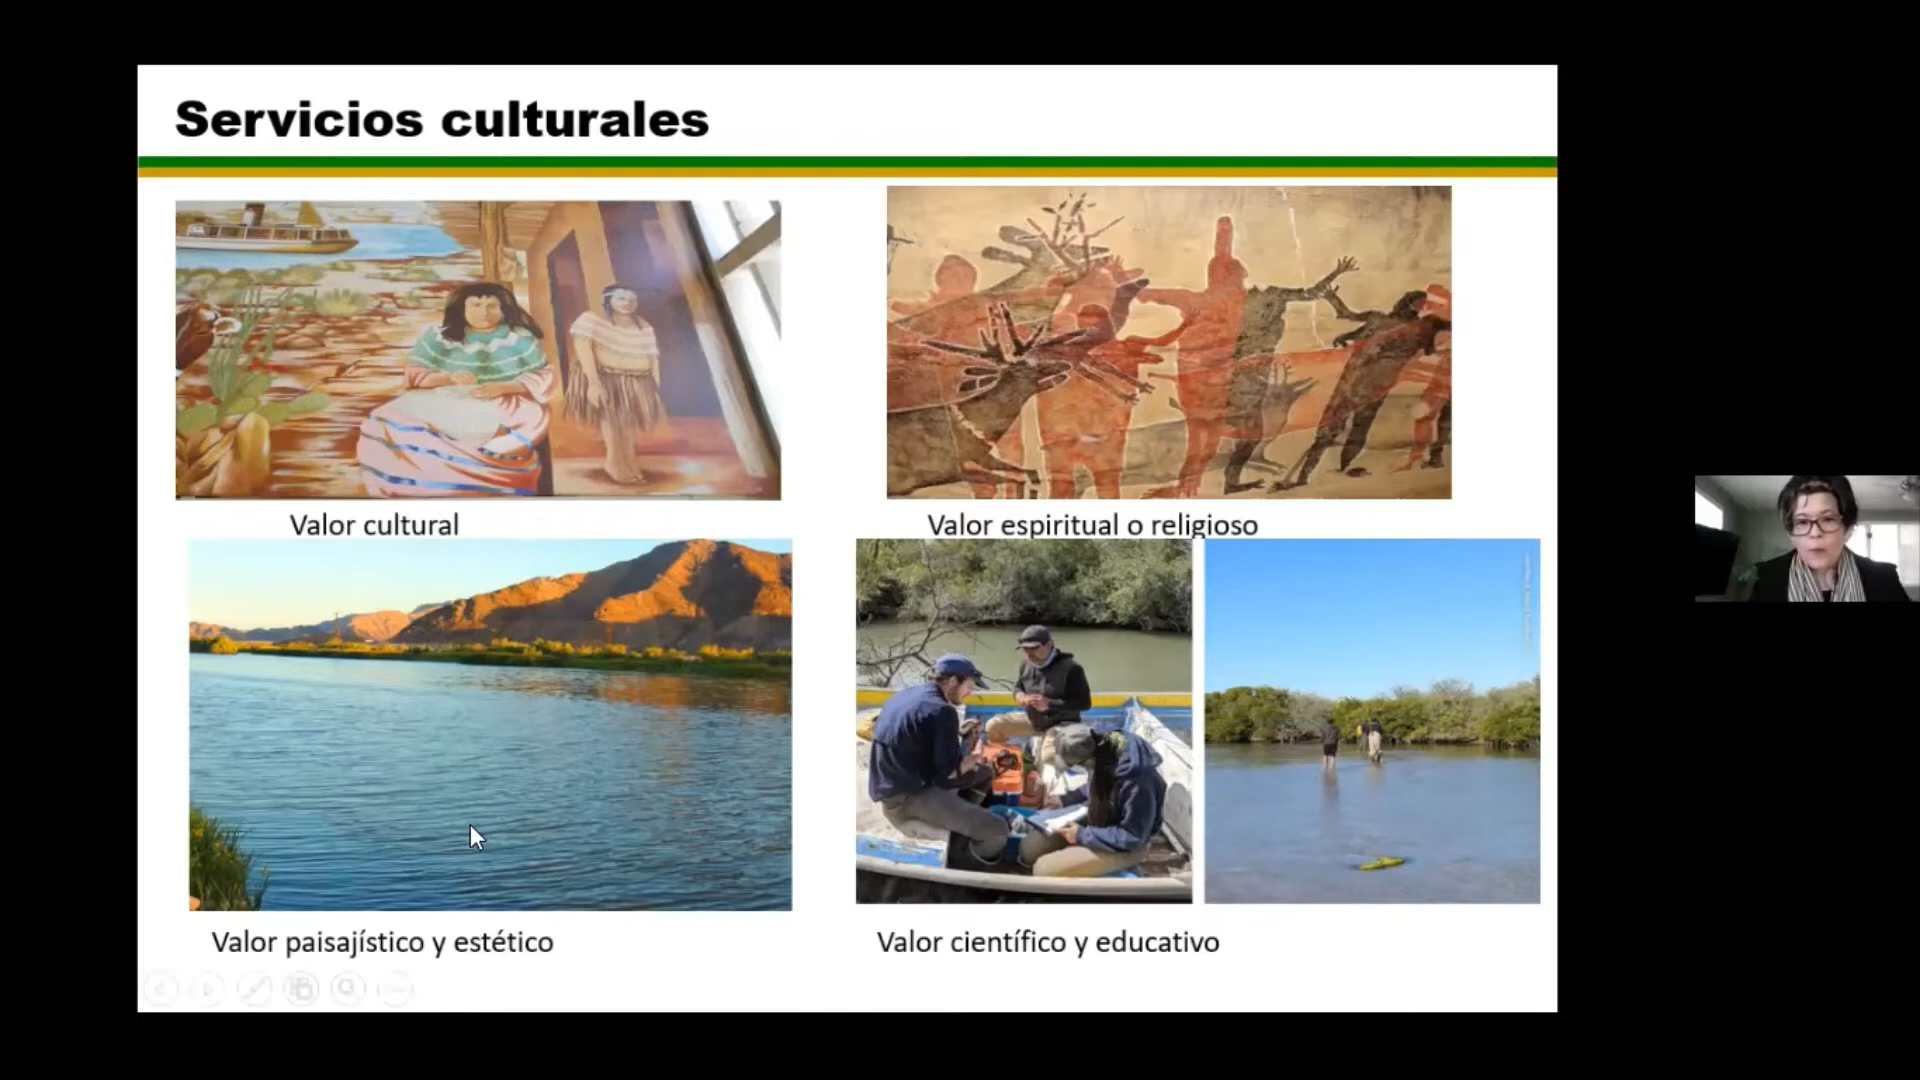 Servicios culturales
Valor cultural
Valor espiritual o religioso
Valor paisajístico y estético
Valor científico y educativo